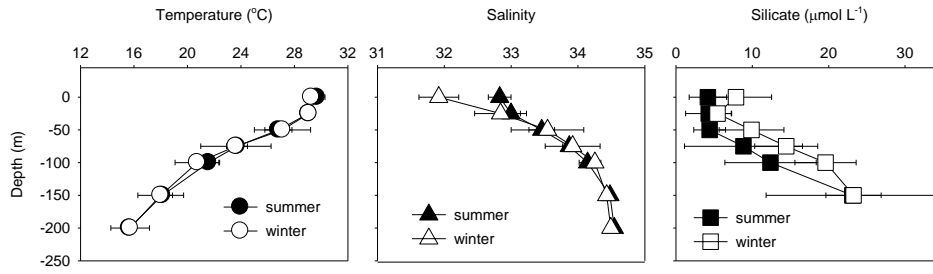 Temperature (°C)
12 16 20 24 28 32
Depth (m)
0
-50
-100
-150
-200
-250
summer
winter
Salinity
31 32 33 34 35
summer
winter
Silicate (μmol L⁻¹)
0 10 20 30
summer
winter